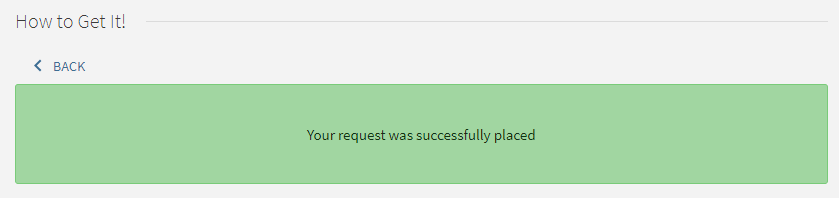 How to Get It!
BACK
Your request was successfully placed